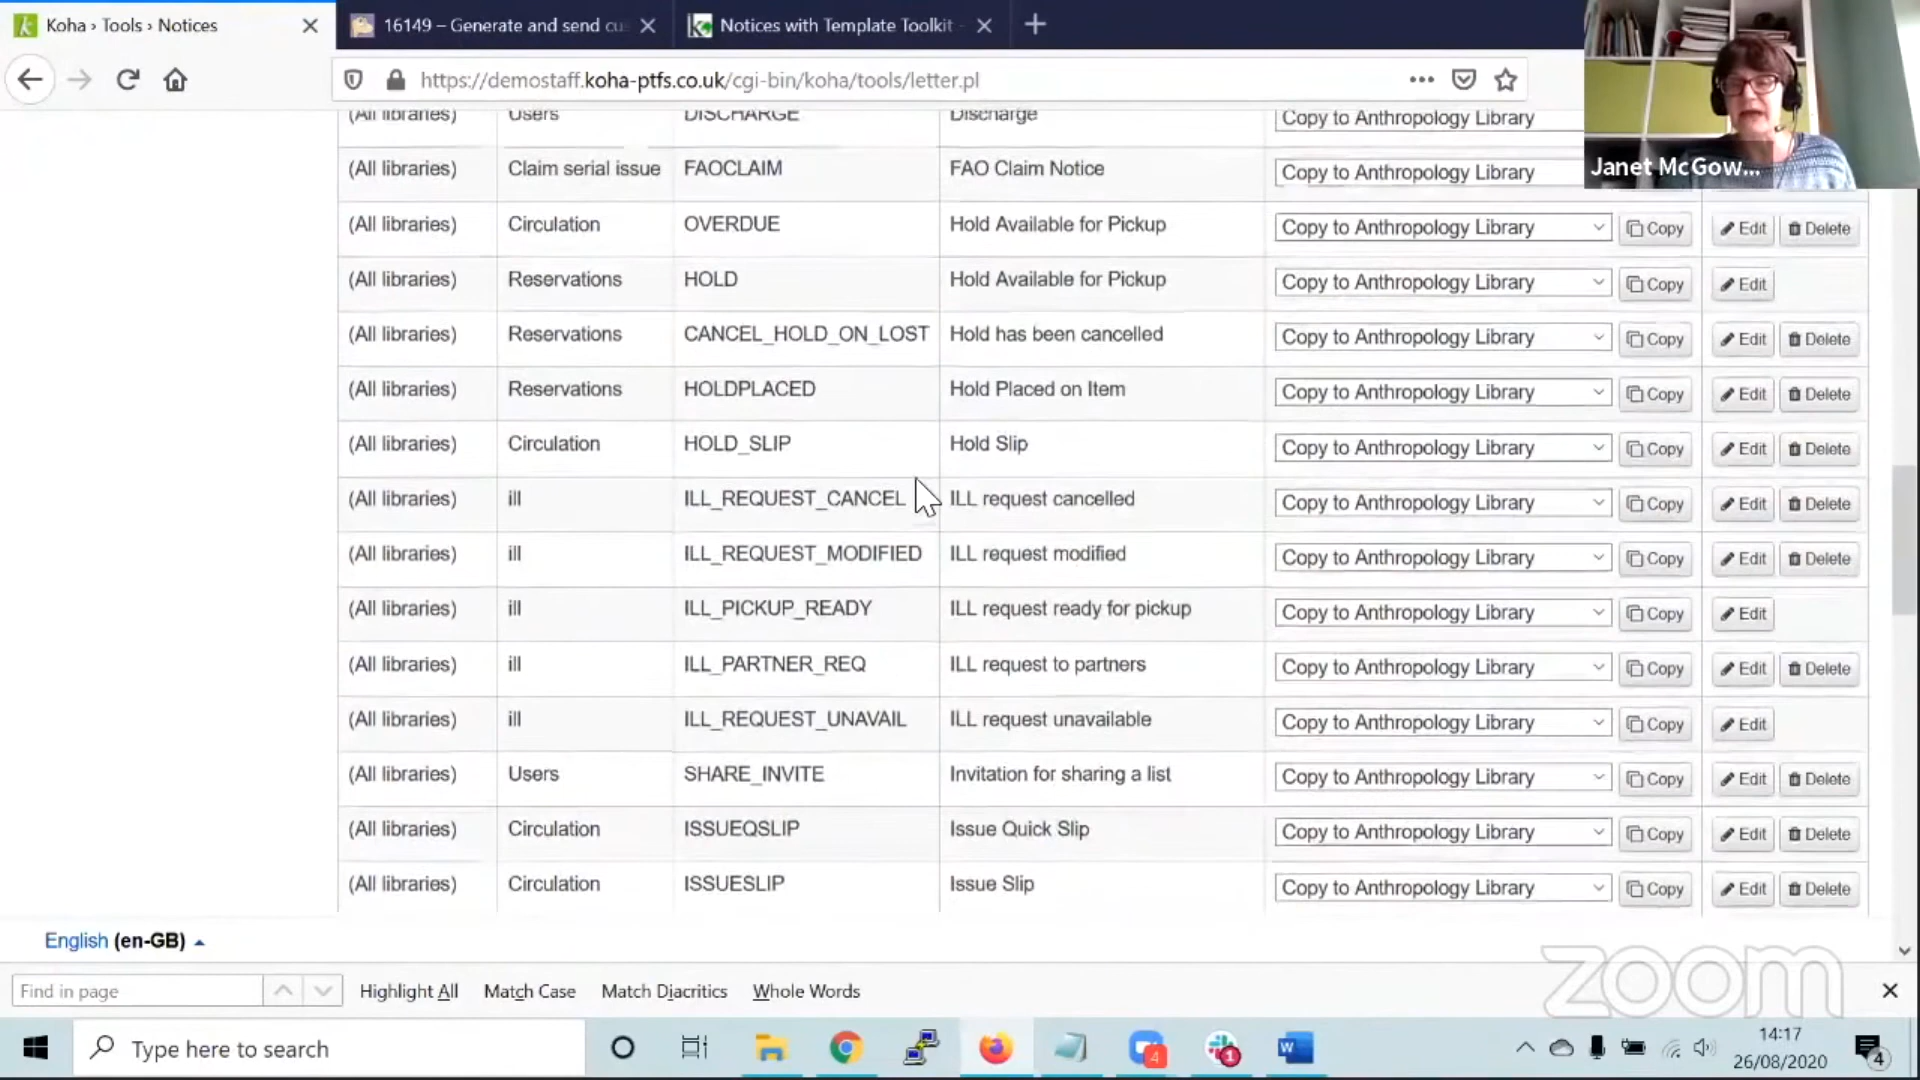 Koha › Tools › Notices
16149 – Generate and send cu
Notices with Template Toolkit
https://demostaff.koha-ptfs.co.uk/cgi-bin/koha/tools/letter.pl
Janet McGow...
(All libraries) Users DISCHARGE Discharge Copy to Anthropology Library
(All libraries) Claim serial issue FAOCLAIM FAO Claim Notice Copy to Anthropology Library
(All libraries) Circulation OVERDUE Hold Available for Pickup Copy to Anthropology Library Copy Edit Delete
(All libraries) Reservations HOLD Hold Available for Pickup Copy to Anthropology Library Copy Edit
(All libraries) Reservations CANCEL_HOLD_ON_LOST Hold has been cancelled Copy to Anthropology Library Copy Edit Delete
(All libraries) Reservations HOLDPLACED Hold Placed on Item Copy to Anthropology Library Copy Edit Delete
(All libraries) Circulation HOLD_SLIP Hold Slip Copy to Anthropology Library Copy Edit Delete
(All libraries) ill ILL_REQUEST_CANCEL ILL request cancelled Copy to Anthropology Library Copy Edit Delete
(All libraries) ill ILL_REQUEST_MODIFIED ILL request modified Copy to Anthropology Library Copy Edit Delete
(All libraries) ill ILL_PICKUP_READY ILL request ready for pickup Copy to Anthropology Library Copy Edit
(All libraries) ill ILL_PARTNER_REQ ILL request to partners Copy to Anthropology Library Copy Edit Delete
(All libraries) ill ILL_REQUEST_UNAVAIL ILL request unavailable Copy to Anthropology Library Copy Edit
(All libraries) Users SHARE_INVITE Invitation for sharing a list Copy to Anthropology Library Copy Edit Delete
(All libraries) Circulation ISSUEQSLIP Issue Quick Slip Copy to Anthropology Library Copy Edit Delete
(All libraries) Circulation ISSUESLIP Issue Slip Copy to Anthropology Library Copy Edit Delete
English (en-GB)
zoom
Find in page Highlight All Match Case Match Diacritics Whole Words
Type here to search
4
1
14:17
26/08/2020
4